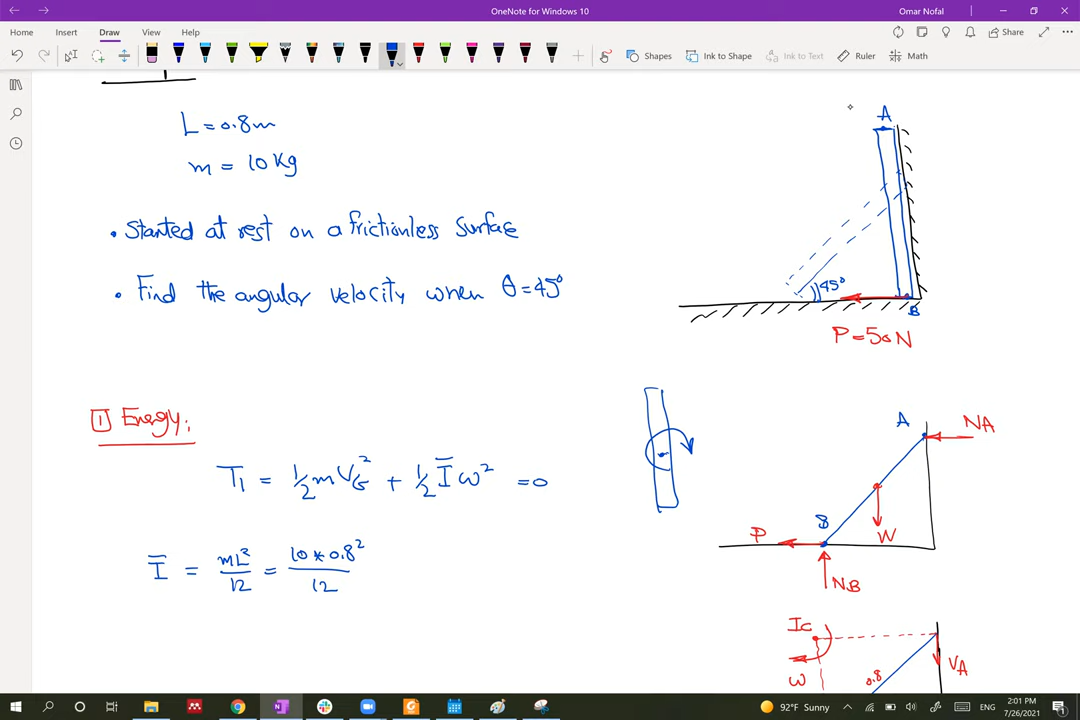 OneNote for Windows 10
Omar Nofal
Home Insert Draw View Help
Share
Shapes Ink to Shape Ink to Text Ruler Math
L = 0.8m
m = 10 Kg
• Started at rest on a frictionless surface
• Find the angular velocity when θ = 45°
A
45°
B
P = 50N
1 Energy:
T1 = 1/2 m VG² + 1/2 Ī ω² = 0
Ī = mL²/12 = 10*0.8²/12
A
NA
B
P
W
NB
Ic
ω
0.8
VA
92°F Sunny
ENG
2:01 PM
7/26/2021